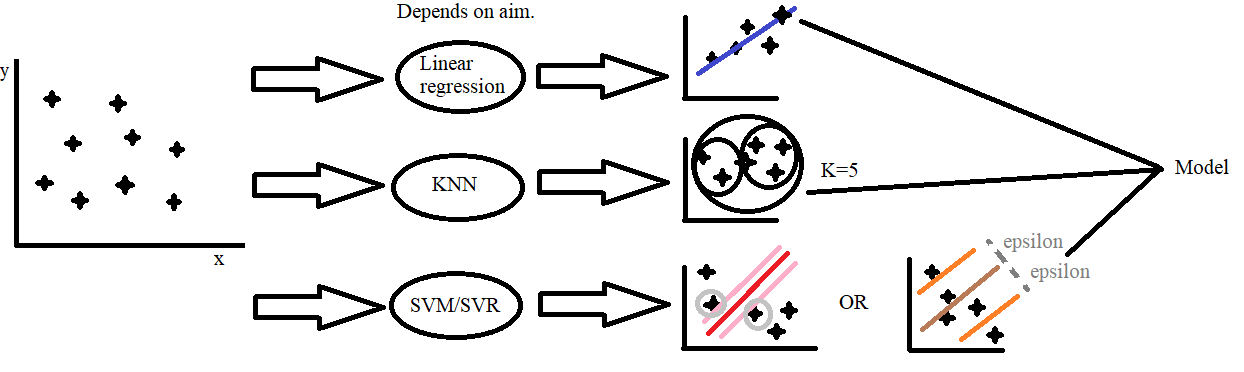 Depends on aim.
y
x
Linear
regression
KNN
K=5
Model
SVM/SVR
OR
epsilon
epsilon